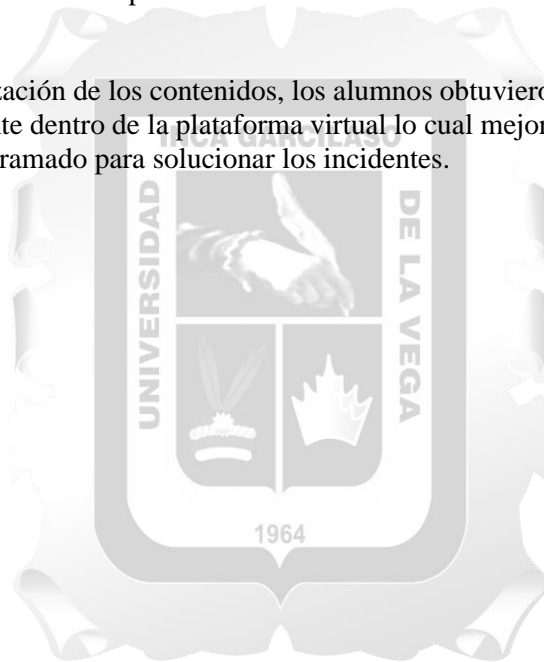 zación de los contenidos, los alumnos obtuviero
te dentro de la plataforma virtual lo cual mejor
ramado para solucionar los incidentes.
INCA GARCILASO
UNIVERSIDAD
DE LA VEGA
1964